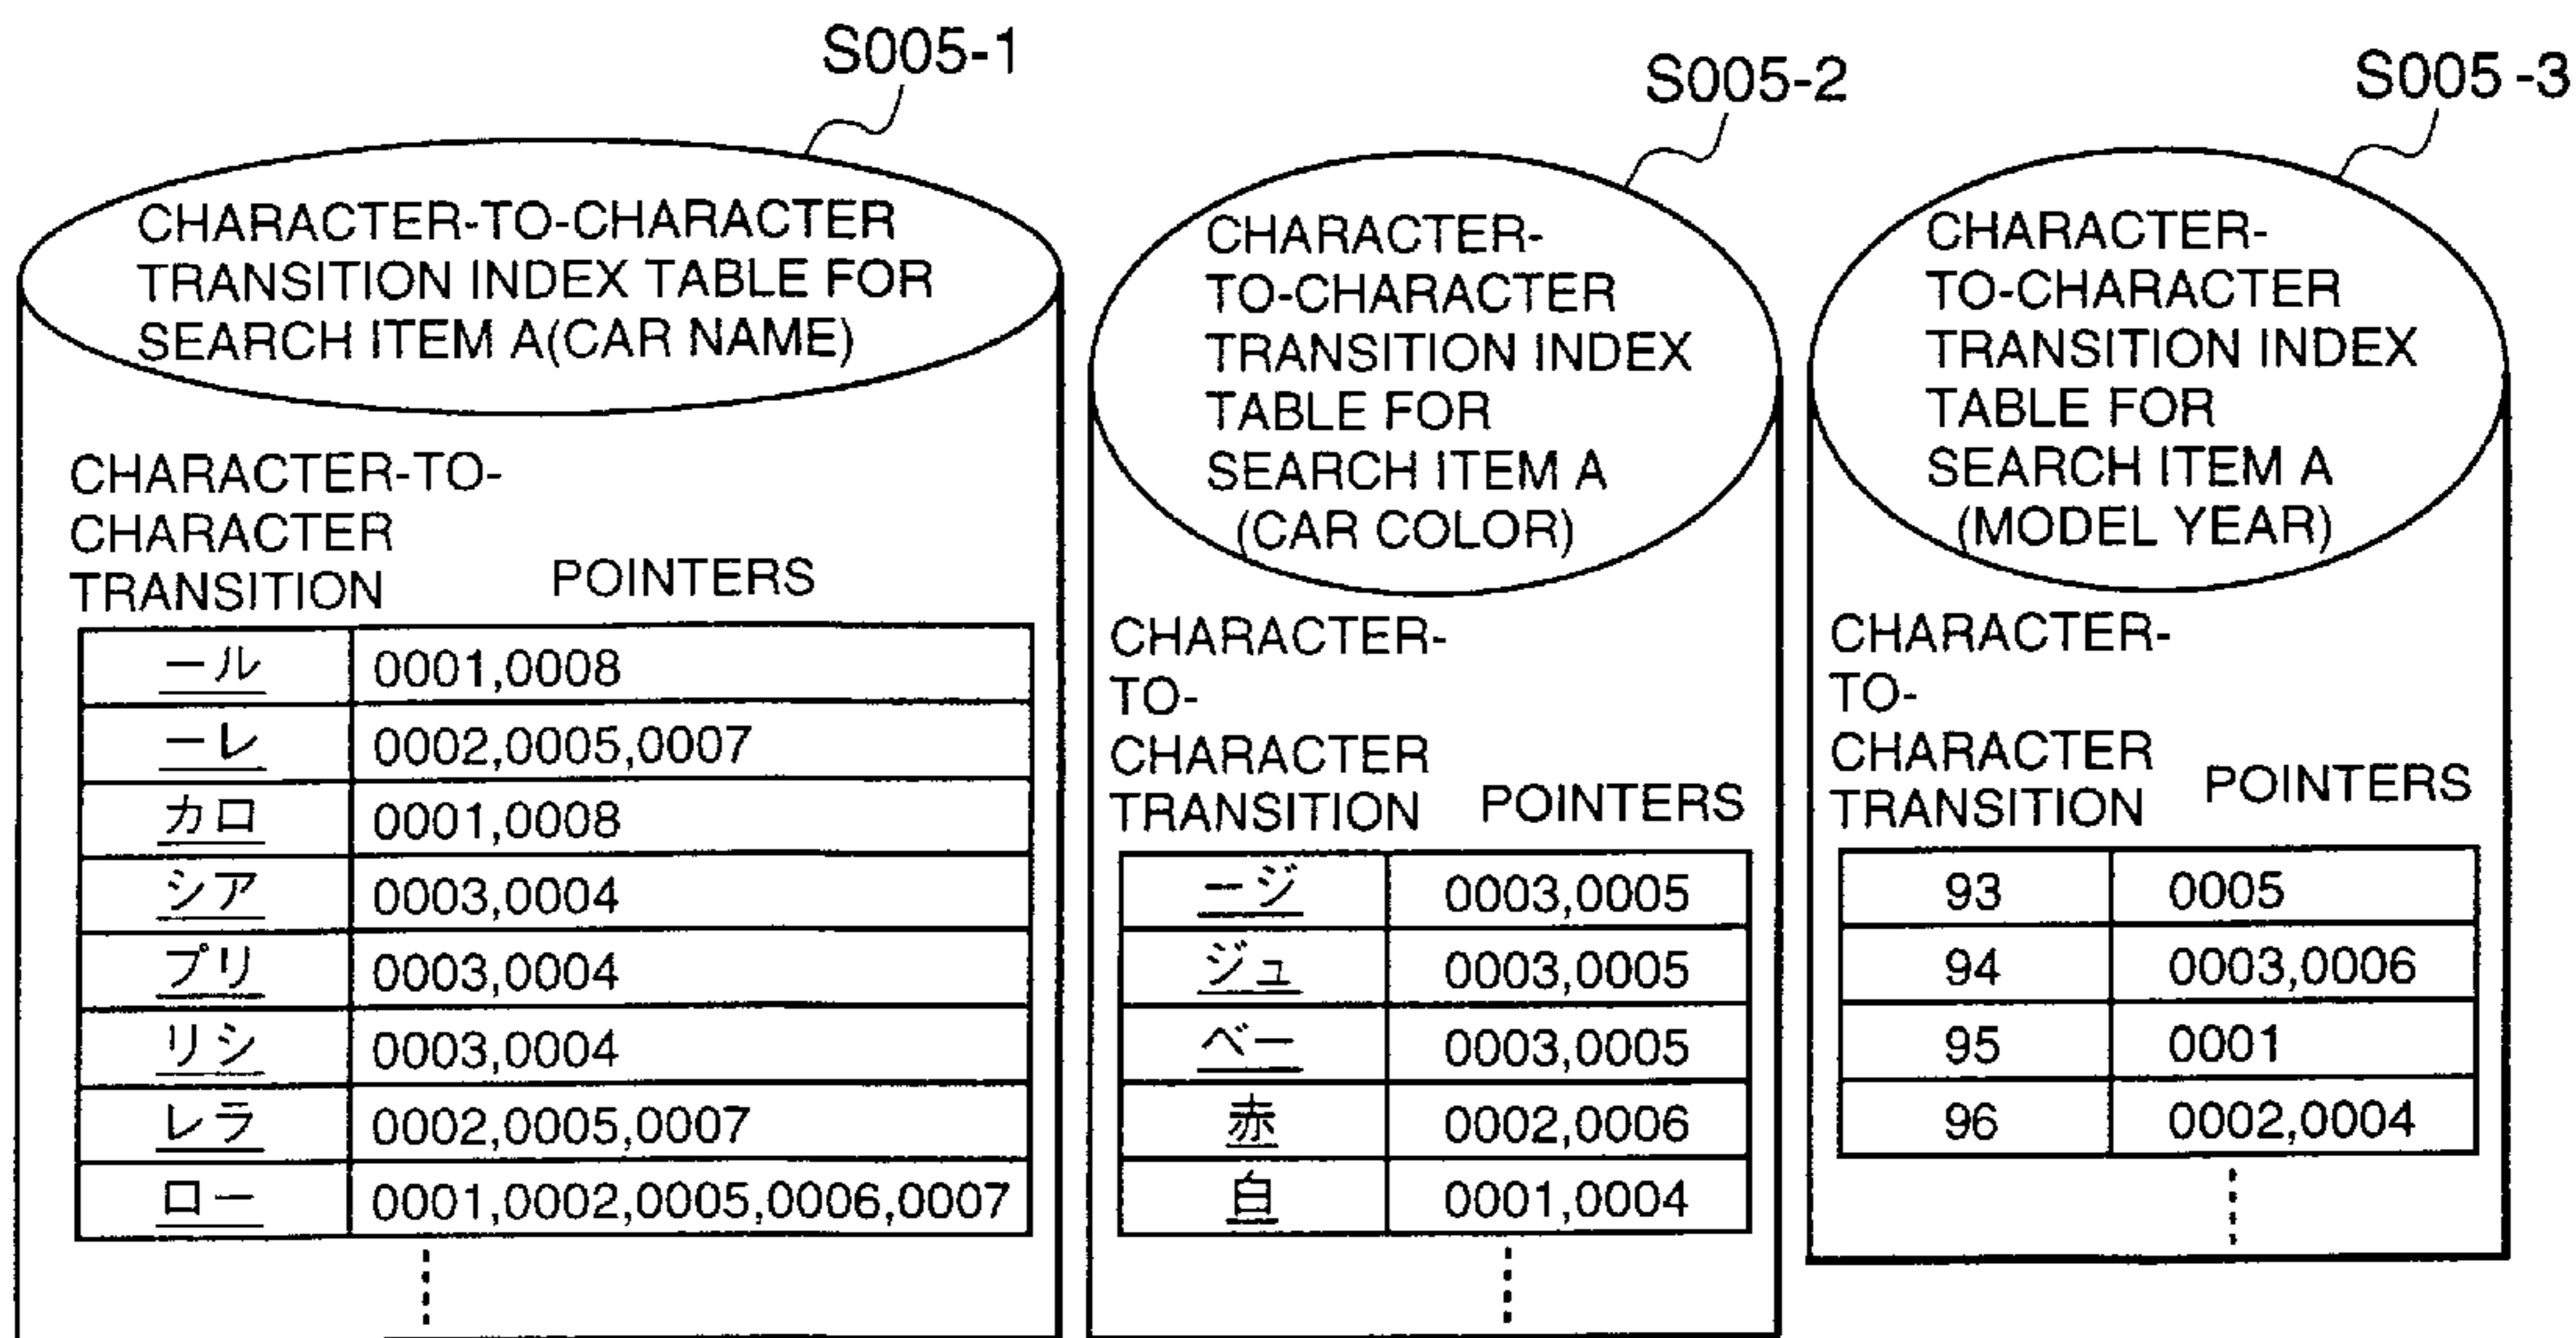 S005-1
CHARACTER-TO-CHARACTER
TRANSITION INDEX TABLE FOR
SEARCH ITEM A(CAR NAME)
CHARACTER-TO-
CHARACTER
TRANSITION POINTERS
ール 0001,0008
ーレ 0002,0005,0007
カロ 0001,0008
シア 0003,0004
プリ 0003,0004
リシ 0003,0004
レラ 0002,0005,0007
ロー 0001,0002,0005,0006,0007
S005-2
CHARACTER-
TO-CHARACTER
TRANSITION INDEX
TABLE FOR
SEARCH ITEM A
(CAR COLOR)
CHARACTER-
TO-
CHARACTER
TRANSITION POINTERS
ージ 0003,0005
ジュ 0003,0005
ベー 0003,0005
赤 0002,0006
白 0001,0004
S005-3
CHARACTER-
TO-CHARACTER
TRANSITION INDEX
TABLE FOR
SEARCH ITEM A
(MODEL YEAR)
CHARACTER-
TO-
CHARACTER
TRANSITION POINTERS
93 0005
94 0003,0006
95 0001
96 0002,0004